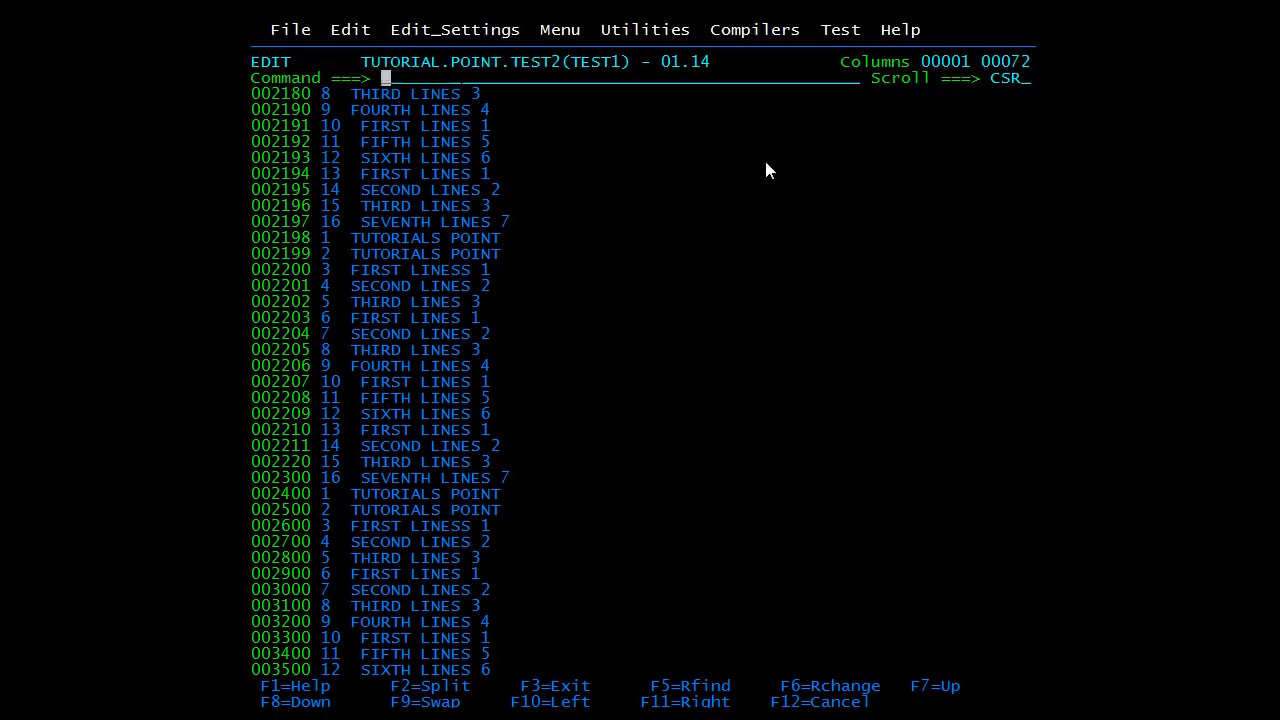 File Edit Edit_Settings Menu Utilities Compilers Test Help
EDIT TUTORIAL.POINT.TEST2(TEST1) - 01.14 Columns 00001 00072
Command ===> Scroll ===> CSR
002180 8 THIRD LINES 3
002190 9 FOURTH LINES 4
002191 10 FIRST LINES 1
002192 11 FIFTH LINES 5
002193 12 SIXTH LINES 6
002194 13 FIRST LINES 1
002195 14 SECOND LINES 2
002196 15 THIRD LINES 3
002197 16 SEVENTH LINES 7
002198 1 TUTORIALS POINT
002199 2 TUTORIALS POINT
002200 3 FIRST LINESS 1
002201 4 SECOND LINES 2
002202 5 THIRD LINES 3
002203 6 FIRST LINES 1
002204 7 SECOND LINES 2
002205 8 THIRD LINES 3
002206 9 FOURTH LINES 4
002207 10 FIRST LINES 1
002208 11 FIFTH LINES 5
002209 12 SIXTH LINES 6
002210 13 FIRST LINES 1
002211 14 SECOND LINES 2
002220 15 THIRD LINES 3
002300 16 SEVENTH LINES 7
002400 1 TUTORIALS POINT
002500 2 TUTORIALS POINT
002600 3 FIRST LINESS 1
002700 4 SECOND LINES 2
002800 5 THIRD LINES 3
002900 6 FIRST LINES 1
003000 7 SECOND LINES 2
003100 8 THIRD LINES 3
003200 9 FOURTH LINES 4
003300 10 FIRST LINES 1
003400 11 FIFTH LINES 5
003500 12 SIXTH LINES 6
F1=Help F2=Split F3=Exit F5=Rfind F6=Rchange F7=Up
F8=Down F9=Swap F10=Left F11=Right F12=Cancel